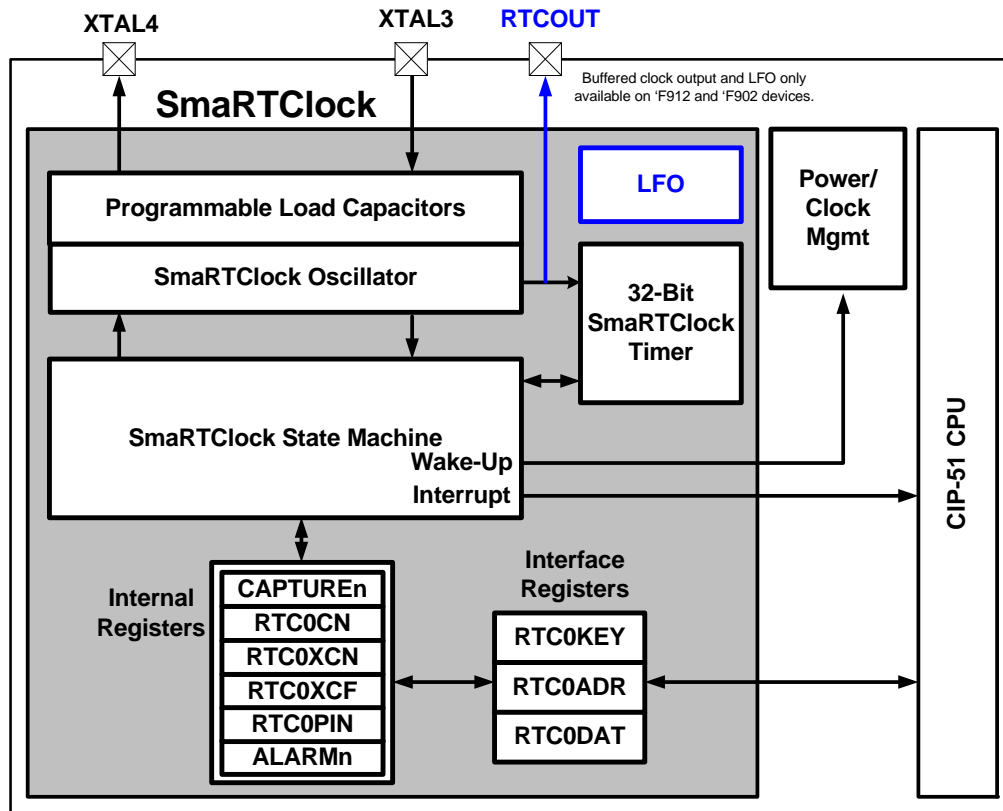 XTAL4
XTAL3
RTCOUT
Buffered clock output and LFO only
available on ‘F912 and ‘F902 devices.
SmaRTClock
LFO
Power/
Clock
Mgmt
Programmable Load Capacitors
SmaRTClock Oscillator
32-Bit
SmaRTClock
Timer
SmaRTClock State Machine
Wake-Up
Interrupt
CIP-51 CPU
Internal
Registers
CAPTUREn
RTC0CN
RTC0XCN
RTC0XCF
RTC0PIN
ALARMn
Interface
Registers
RTC0KEY
RTC0ADR
RTC0DAT